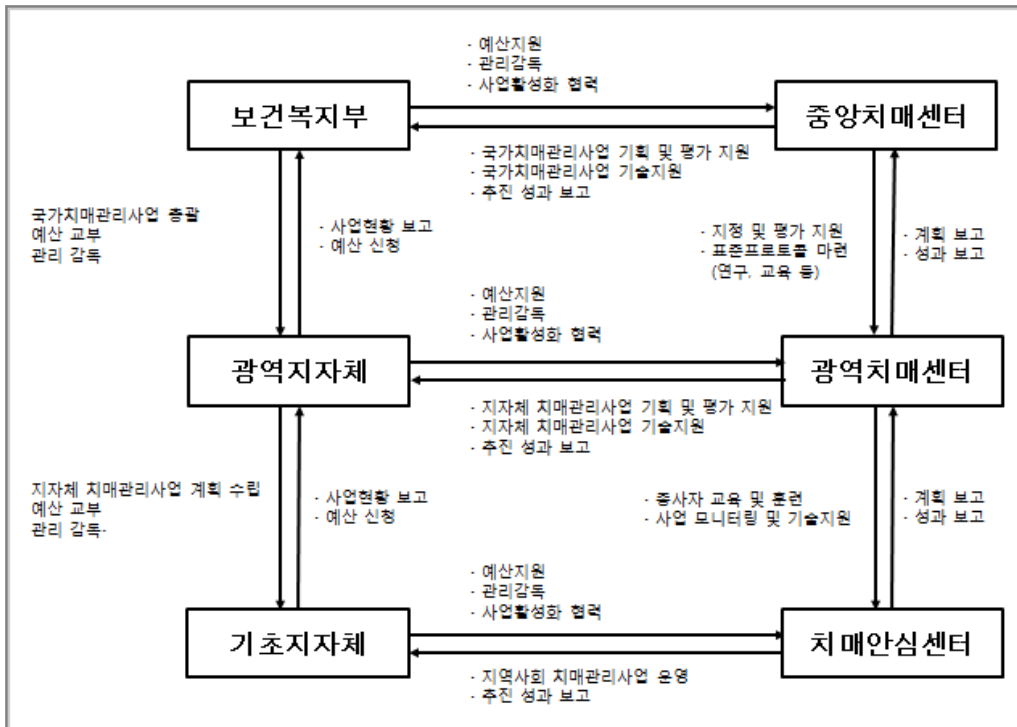 · 예산지원
· 관리감독
· 사업활성화 협력
보건복지부
중앙치매센터
· 국가치매관리사업 기획 및 평가 지원
· 국가치매관리사업 기술지원
· 추진 성과 보고
국가치매관리사업 총괄
예산 교부
관리 감독
· 사업현황 보고
· 예산 신청
· 지정 및 평가 지원
· 표준프로토콜 마련
(연구, 교육 등)
· 계획 보고
· 성과 보고
· 예산지원
· 관리감독
· 사업활성화 협력
광역지자체
광역치매센터
· 지자체 치매관리사업 기획 및 평가 지원
· 지자체 치매관리사업 기술지원
· 추진 성과 보고
지자체 치매관리사업 계획 수립
예산 교부
관리 감독·
· 사업현황 보고
· 예산 신청
· 종사자 교육 및 훈련
· 사업 모니터링 및 기술지원
· 계획 보고
· 성과 보고
· 예산지원
· 관리감독
· 사업활성화 협력
기초지자체
치매안심센터
· 지역사회 치매관리사업 운영
· 추진 성과 보고